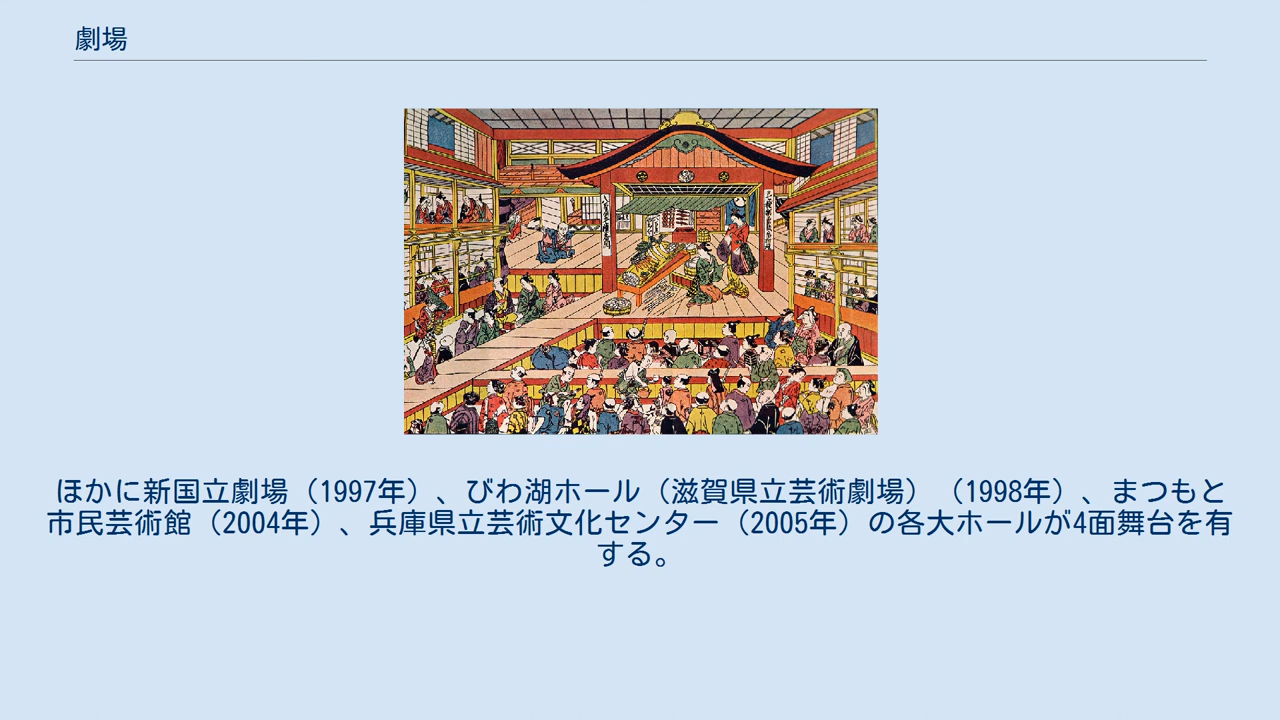 劇場
ほかに新国立劇場（1997年）、びわ湖ホール（滋賀県立芸術劇場）（1998年）、まつもと
市民芸術館（2004年）、兵庫県立芸術文化センター（2005年）の各大ホールが4面舞台を有
する。